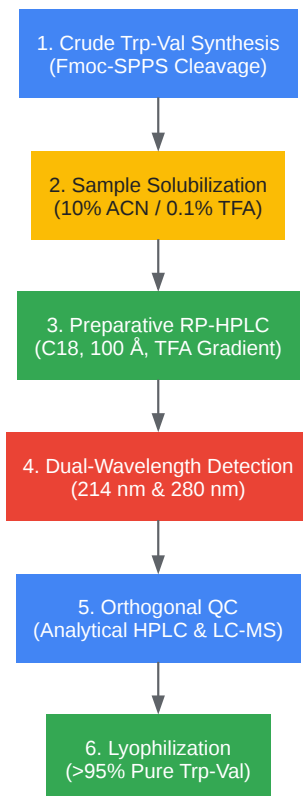 1. Crude Trp-Val Synthesis
(Fmoc-SPPS Cleavage)
2. Sample Solubilization
(10% ACN / 0.1% TFA)
3. Preparative RP-HPLC
(C18, 100 Å, TFA Gradient)
4. Dual-Wavelength Detection
(214 nm & 280 nm)
5. Orthogonal QC
(Analytical HPLC & LC-MS)
6. Lyophilization
(>95% Pure Trp-Val)